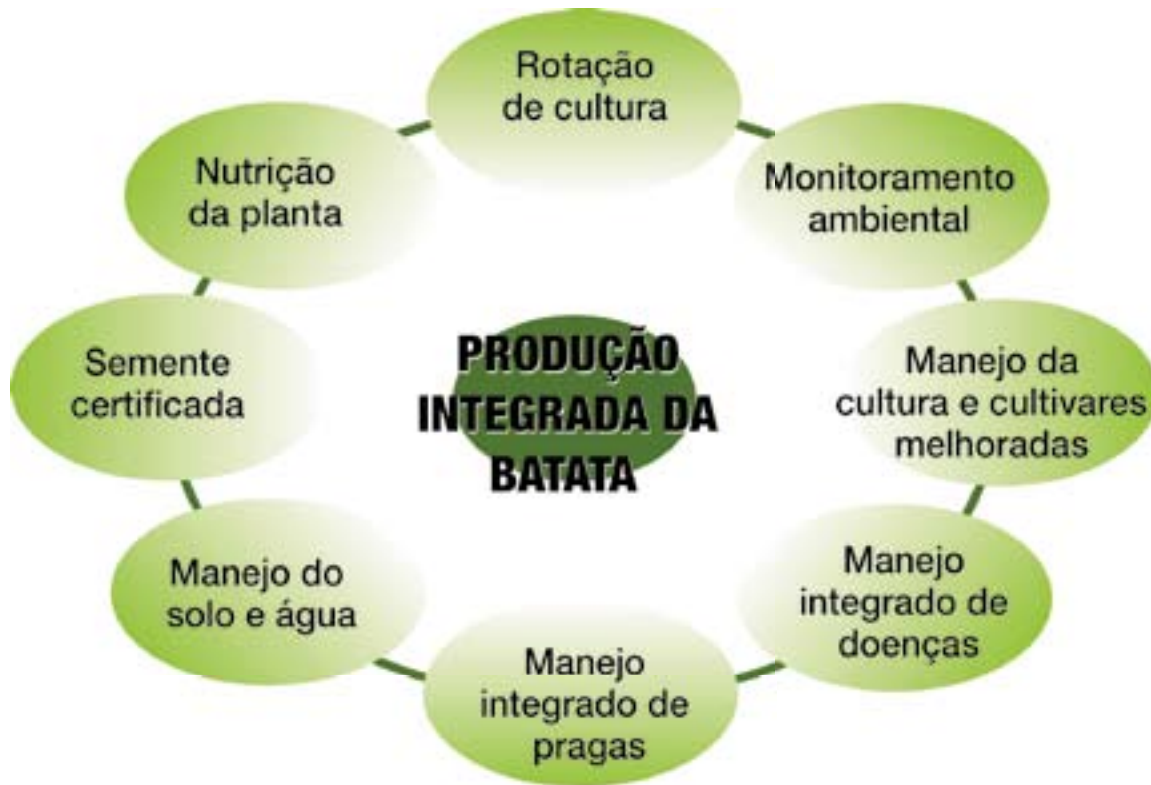 Rotação
de cultura
Nutrição
da planta
Monitoramento
ambiental
Semente
certificada
PRODUÇÃO
INTEGRADA DA
BATATA
Manejo da
cultura e cultivares
melhoradas
Manejo do
solo e água
Manejo
integrado de
doenças
Manejo
integrado de
pragas